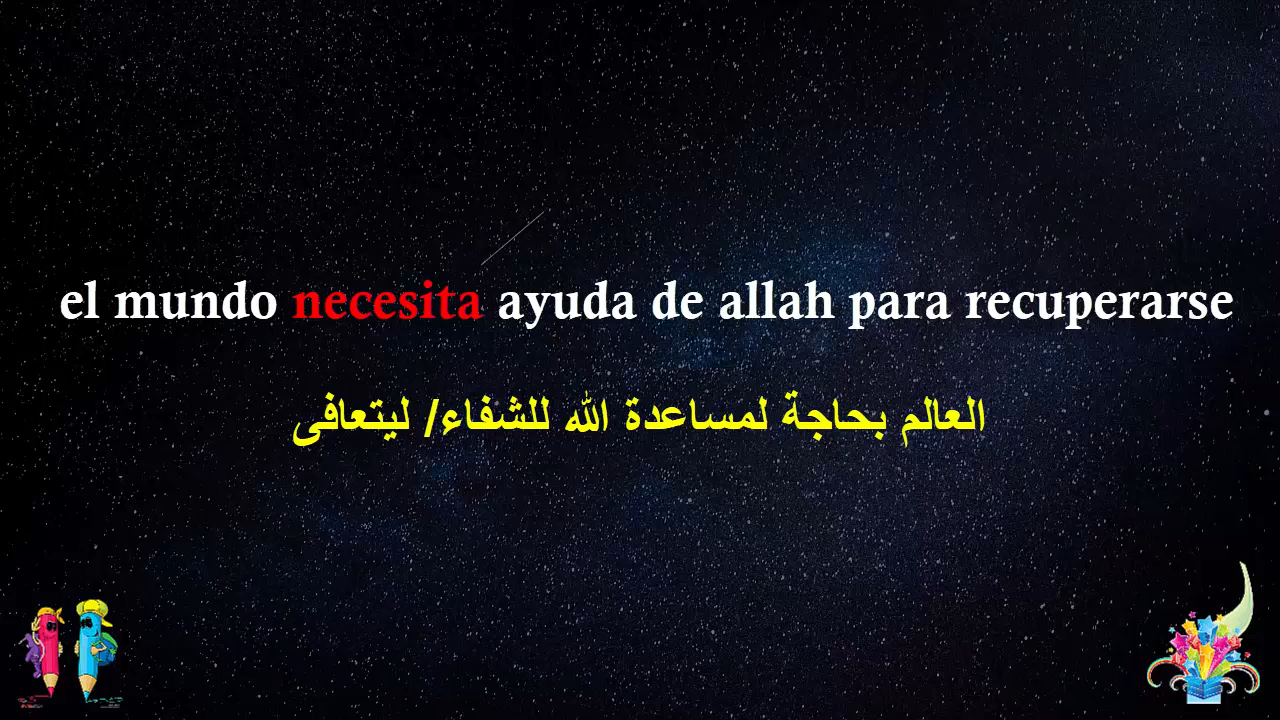 el mundo necesita ayuda de allah para recuperarse
العالم بحاجة لمساعدة الله للشفاء/ ليتعافى